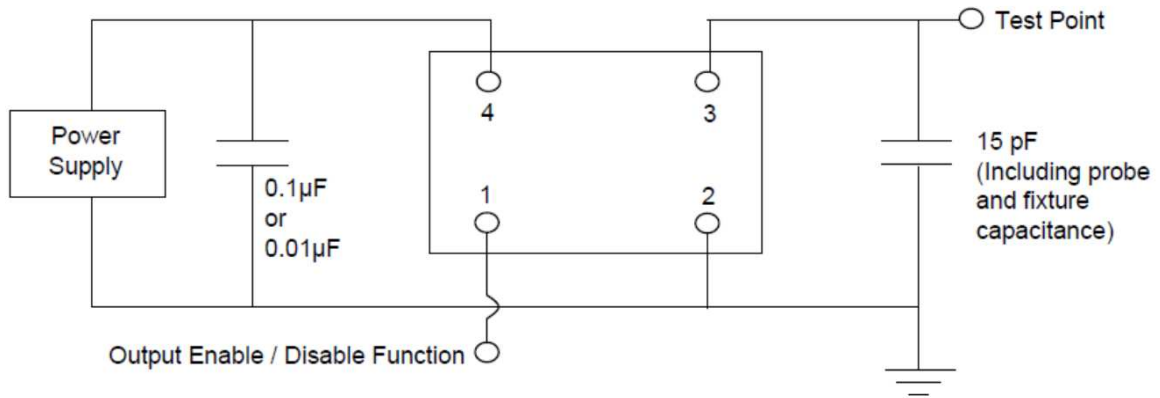 Test Point
4
3
Power
Supply
15 pF
(Including probe
and fixture
capacitance)
0.1µF
or
0.01µF
1
2
Output Enable / Disable Function